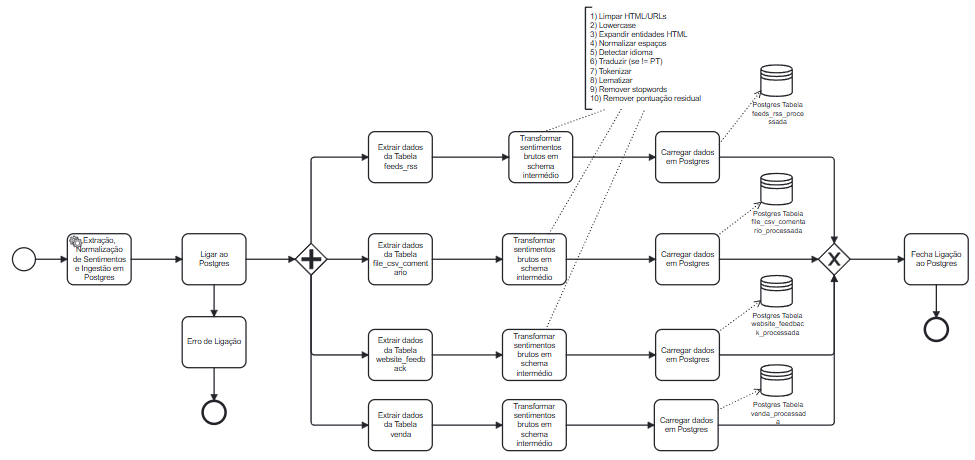 1) Limpar HTML/URLs
2) Lowercase
3) Expandir entidades HTML
4) Normalizar espaços
5) Detectar idioma
6) Traduzir (se != PT)
7) Tokenizar
8) Lematizar
9) Remover stopwords
10) Remover pontuação residual
Postgres Tabela
feeds_rss_proce
ssada
Extrair dados
da Tabela
feeds_rss
Transformar
sentimentos
brutos em
schema
intermédio
Carregar dados
em Postgres
Postgres Tabela
file_csv_comenta
rio_processada
Extração,
Normalização
de Sentimentos
e Ingestão em
Postgres
Ligar ao
Postgres
Extrair dados
da Tabela
file_csv_coment
ário
Transformar
sentimentos
brutos em
schema
intermédio
Carregar dados
em Postgres
X
Fecha Ligação
ao Postgres
Postgres Tabela
website_feedbac
k_processada
Erro de Ligação
Extrair dados
da Tabela
website_feedb
ack
Transformar
sentimentos
brutos em
schema
intermédio
Carregar dados
em Postgres
Postgres Tabela
venda_processad
a
Extrair dados
da Tabela
venda
Transformar
sentimentos
brutos em
schema
intermédio
Carregar dados
em Postgres